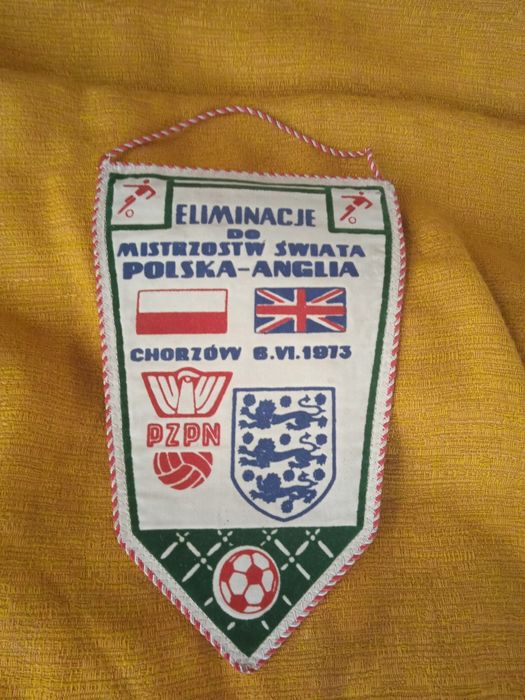 ELIMINACJE
DO
MISTRZOSTW ŚWIATA
POLSKA-ANGLIA
CHORZÓW 6.VI.1973
PZPN